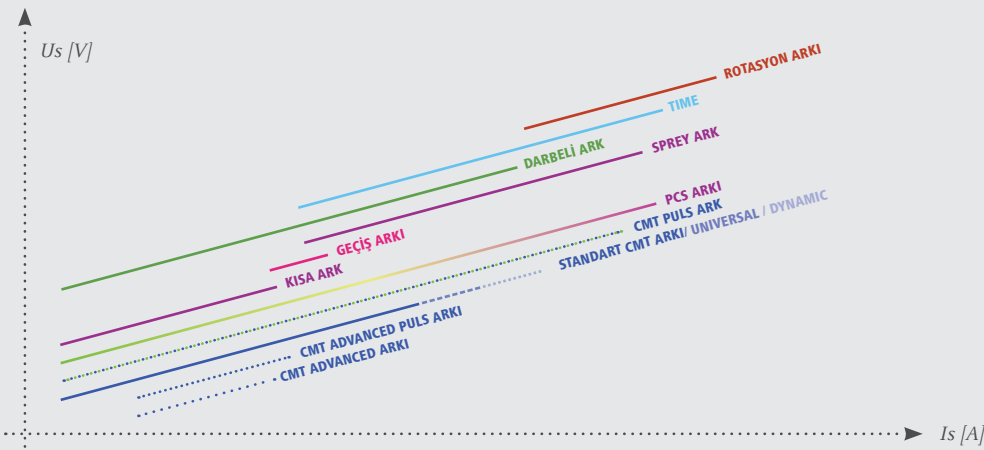 Us [V]
ROTASYON ARKI
TIME
SPREY ARK
DARBELİ ARK
PCS ARKI
CMT PULS ARK
STANDART CMT ARKI/ UNIVERSAL / DYNAMIC
GEÇİŞ ARKI
KISA ARK
CMT ADVANCED PULS ARKI
CMT ADVANCED ARKI
Is [A]